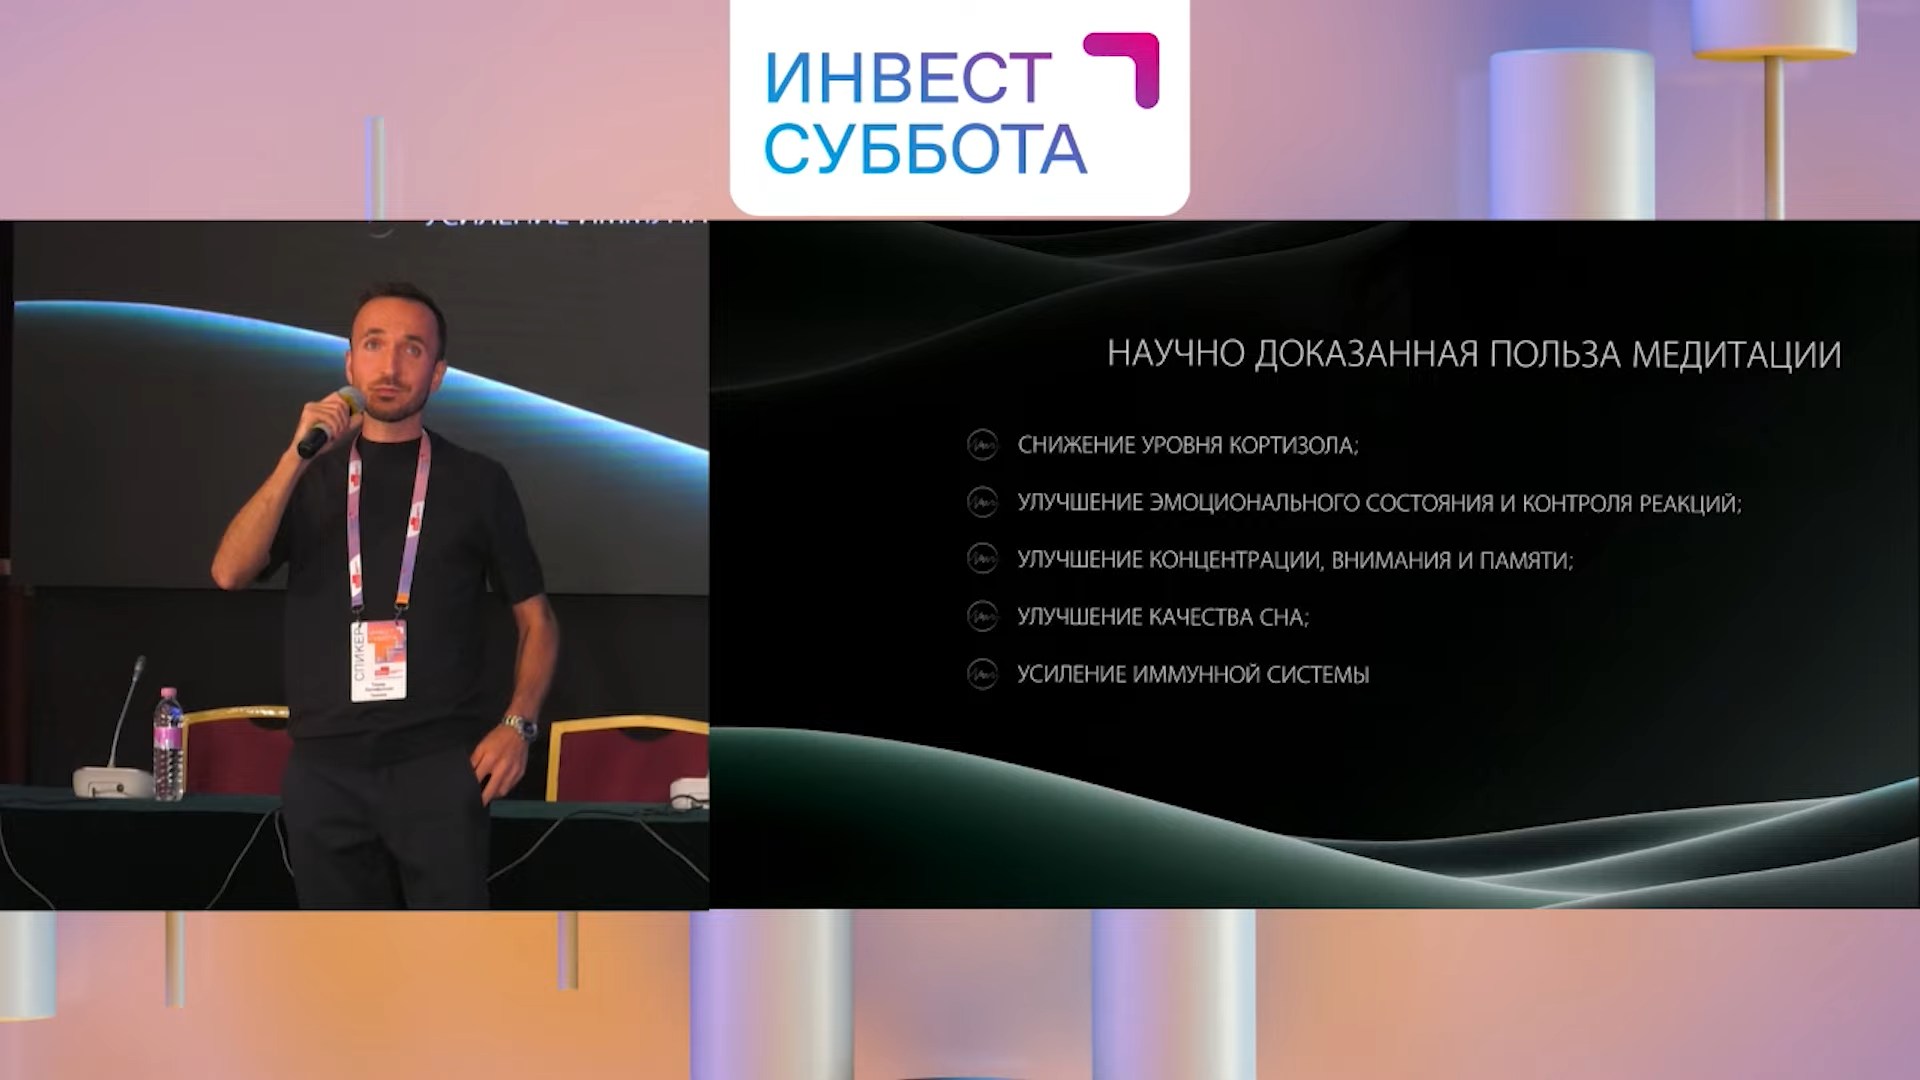 ИНВЕСТ
СУББОТА
НАУЧНО ДОКАЗАННАЯ ПОЛЬЗА МЕДИТАЦИИ
СНИЖЕНИЕ УРОВНЯ КОРТИЗОЛА;
УЛУЧШЕНИЕ ЭМОЦИОНАЛЬНОГО СОСТОЯНИЯ И КОНТРОЛЯ РЕАКЦИЙ;
УЛУЧШЕНИЕ КОНЦЕНТРАЦИИ, ВНИМАНИЯ И ПАМЯТИ;
УЛУЧШЕНИЕ КАЧЕСТВА СНА;
УСИЛЕНИЕ ИММУННОЙ СИСТЕМЫ
СПИКЕР